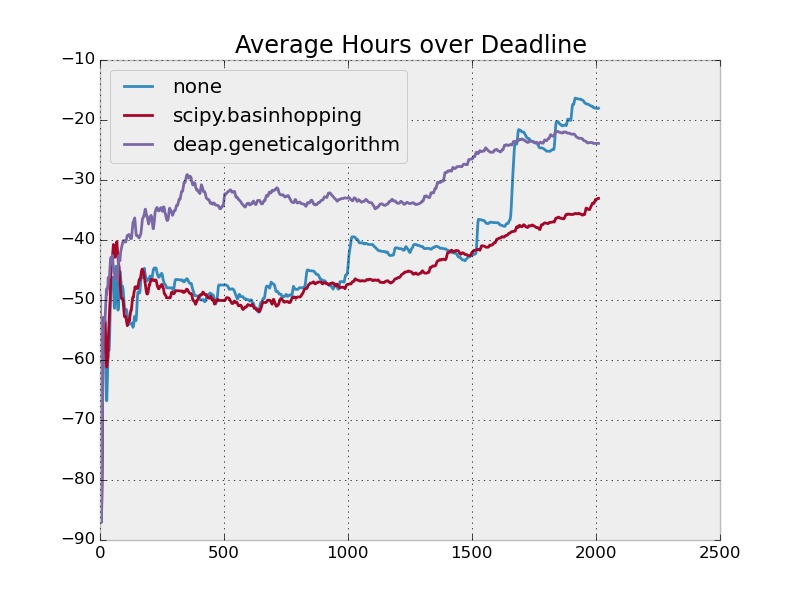 Average Hours over Deadline
none
scipy.basinhopping
deap.geneticalgorithm
−10
−20
−30
−40
−50
−60
−70
−80
−90
0 500 1000 1500 2000 2500